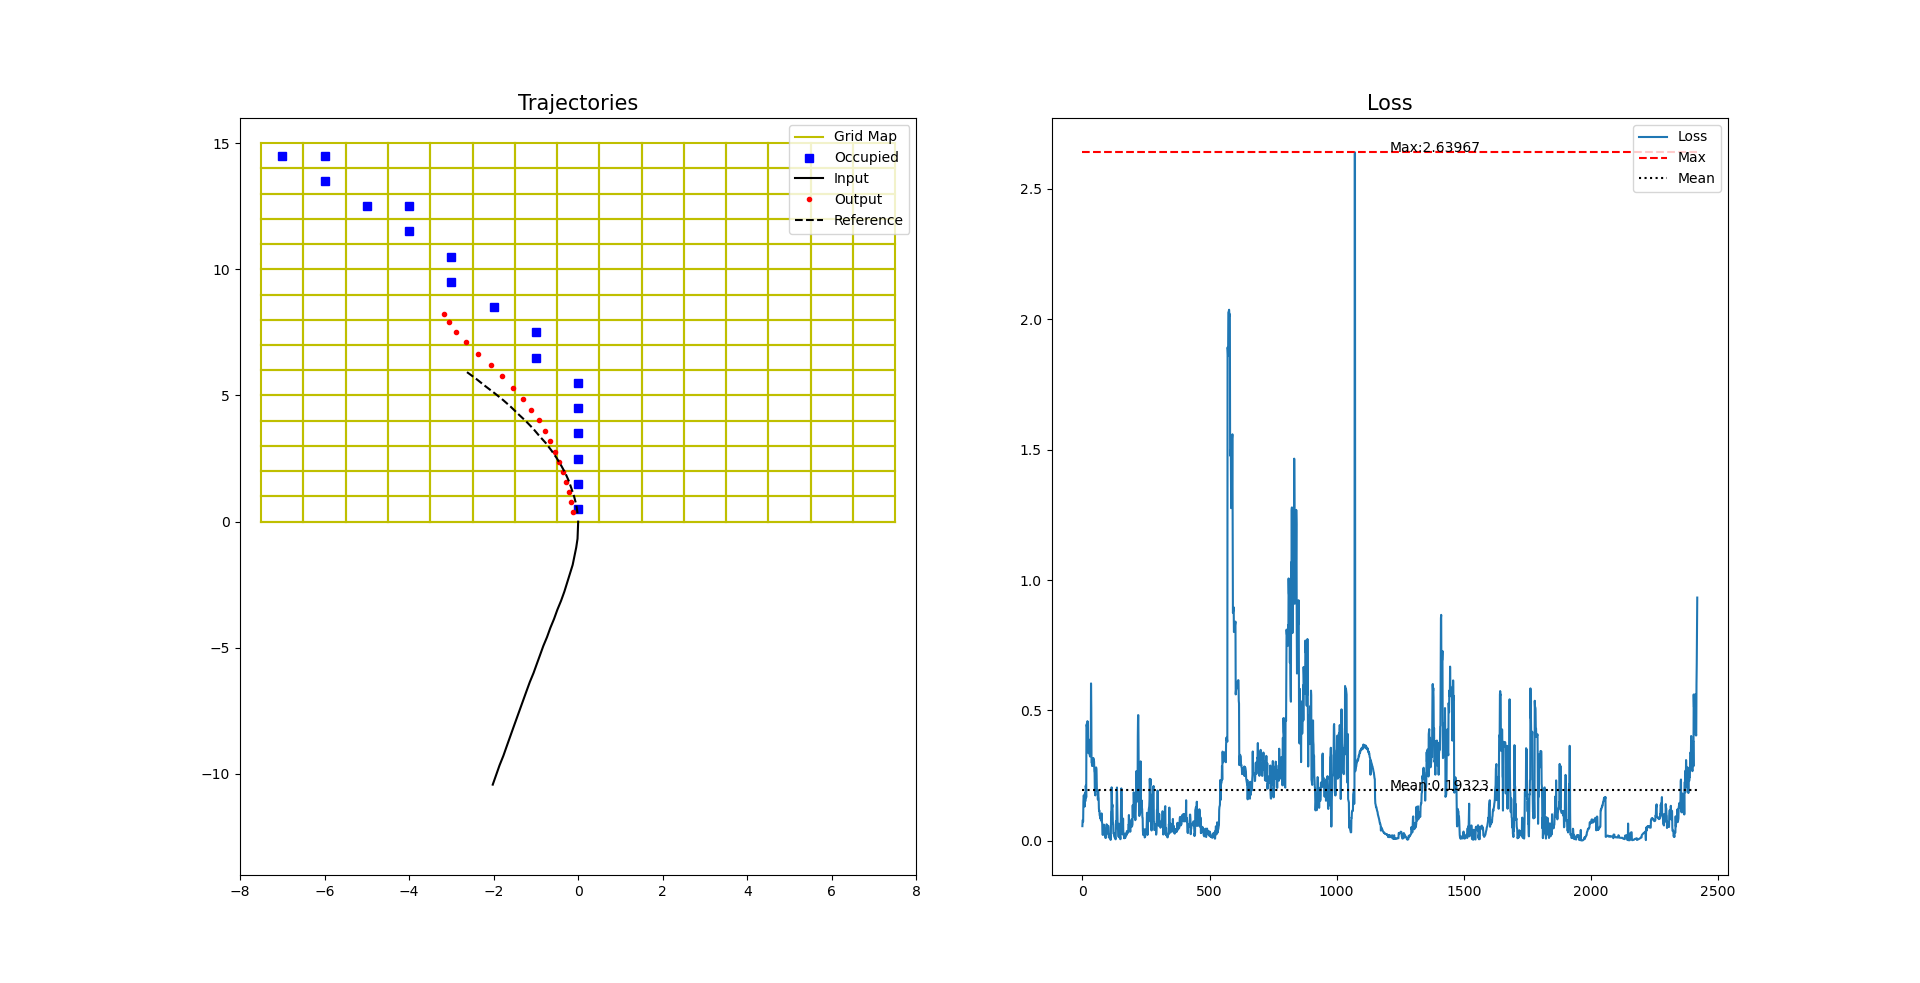 Trajectories
Grid Map
Occupied
Input
Output
Reference
15
10
5
0
−5
−10
−8
−6
−4
−2
0
2
4
6
8
Loss
Loss
Max
Mean
Max:2.63967
Mean:0.19323
2.5
2.0
1.5
1.0
0.5
0.0
0
500
1000
1500
2000
2500